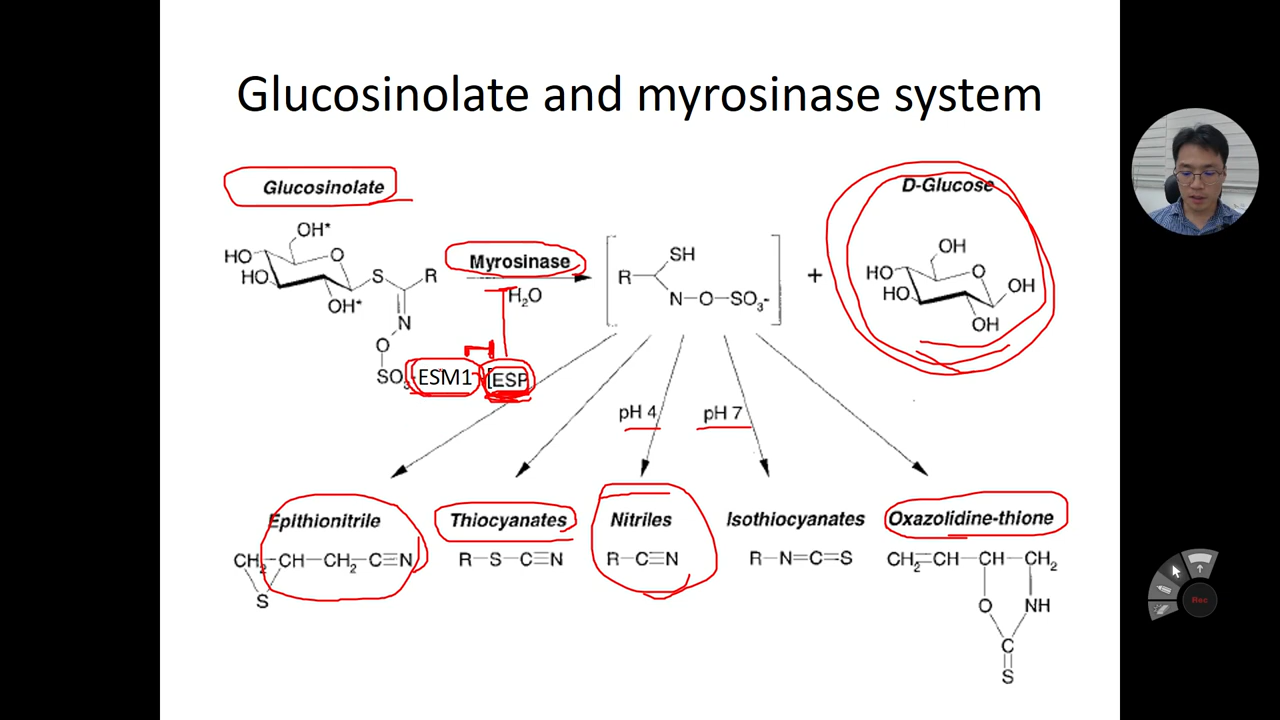 Glucosinolate and myrosinase system
Glucosinolate
D-Glucose
OH*
HO
O
HO
S
R
OH*
N
O
SO3-
Myrosinase
H2O
SH
R
N-O-SO3-
+
OH
HO
O
HO
OH
OH
ESM1
[ESP
pH 4
pH 7
Epithionitrile
Thiocyanates
Nitriles
Isothiocyanates
Oxazolidine-thione
CH2-CH-CH2-C≡N
S
R-S-C≡N
R-C≡N
R-N=C=S
CH2=CH-CH-CH2
O
NH
C
S
Rec